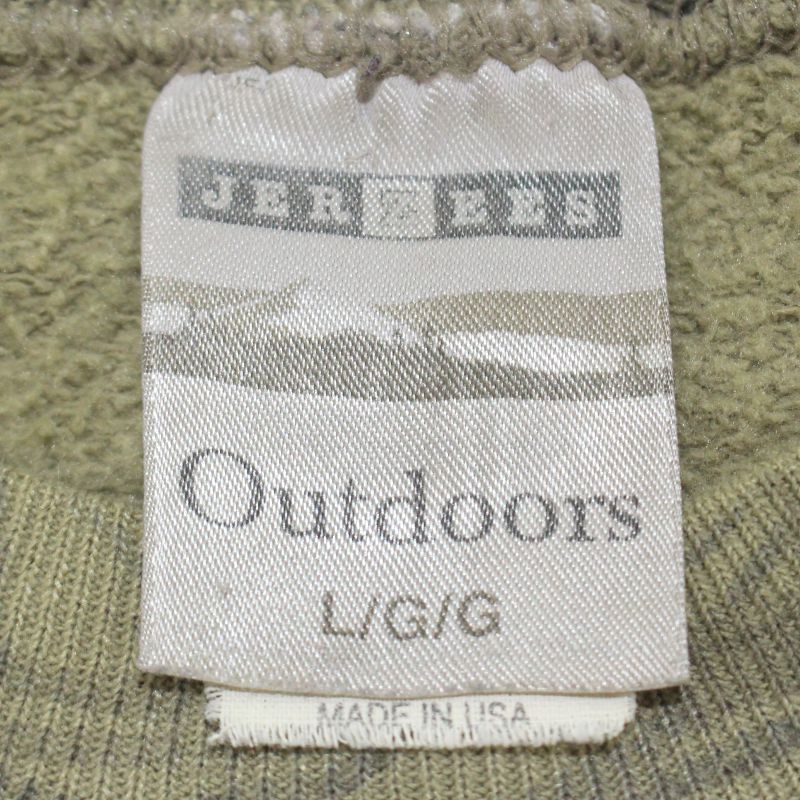 JERZEES
Outdoors
L/G/G
MADE IN USA